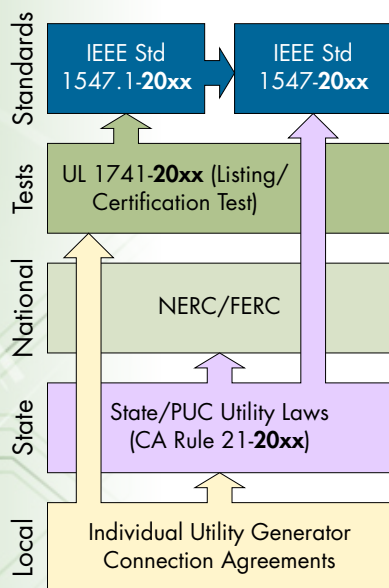 Standards
IEEE Std
1547.1-20xx
IEEE Std
1547-20xx
Tests
UL 1741-20xx (Listing/
Certification Test)
National
NERC/FERC
State
State/PUC Utility Laws
(CA Rule 21-20xx)
Local
Individual Utility Generator
Connection Agreements